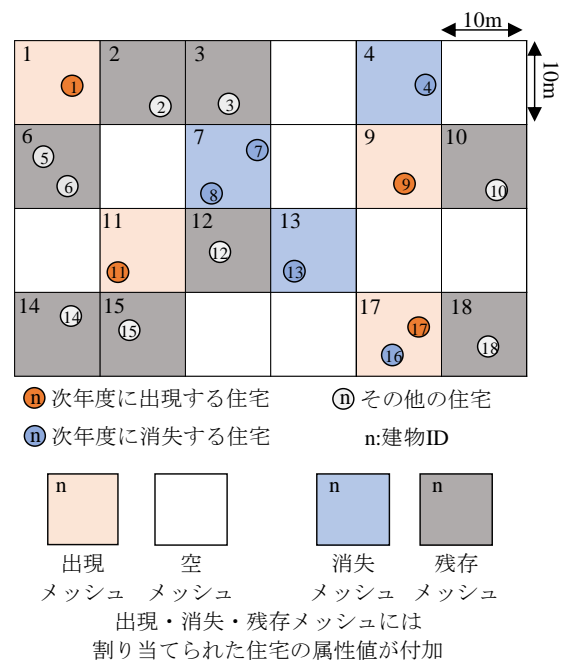 10m
10m
1 2 3 4
1 2 3 4
6 7 9 10
5 7
6 8 9 10
11 12 13
11 12 13
14 14 15 15 17 17 18
16 18
n 次年度に出現する住宅 n その他の住宅
n 次年度に消失する住宅 n:建物ID
n n n
出現 空 消失 残存
メッシュ メッシュ メッシュ メッシュ
出現・消失・残存メッシュには
割り当てられた住宅の属性値が付加